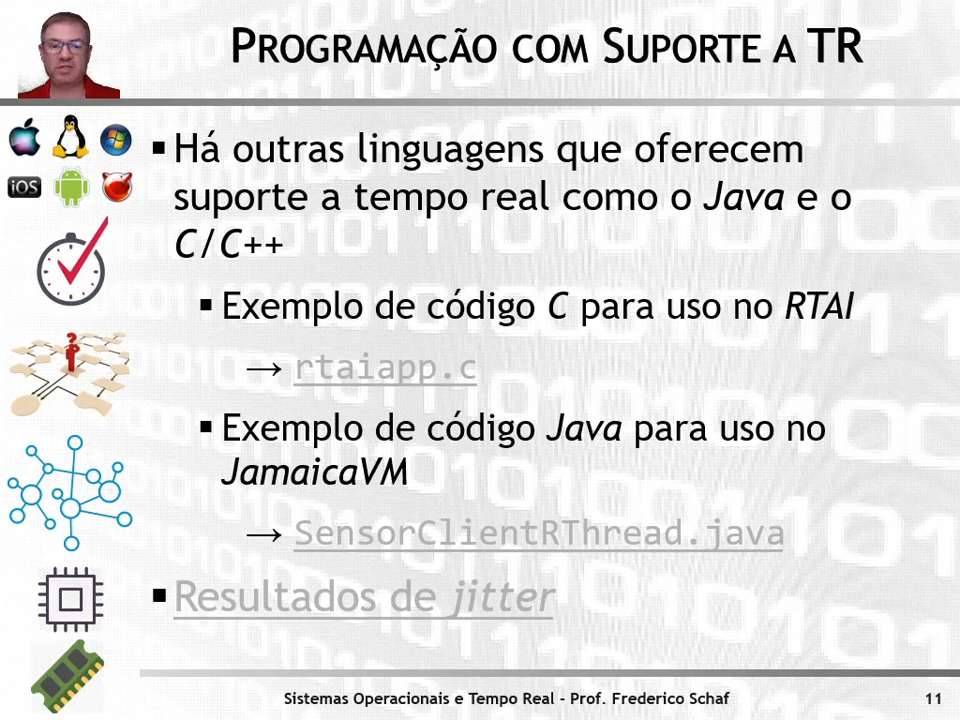 PROGRAMAÇÃO COM SUPORTE A TR
iOS
▪ Há outras linguagens que oferecem
suporte a tempo real como o Java e o
C/C++
▪ Exemplo de código C para uso no RTAI
→ rtaiapp.c
▪ Exemplo de código Java para uso no
JamaicaVM
→ SensorClientRThread.java
▪ Resultados de jitter
Sistemas Operacionais e Tempo Real - Prof. Frederico Schaf 11